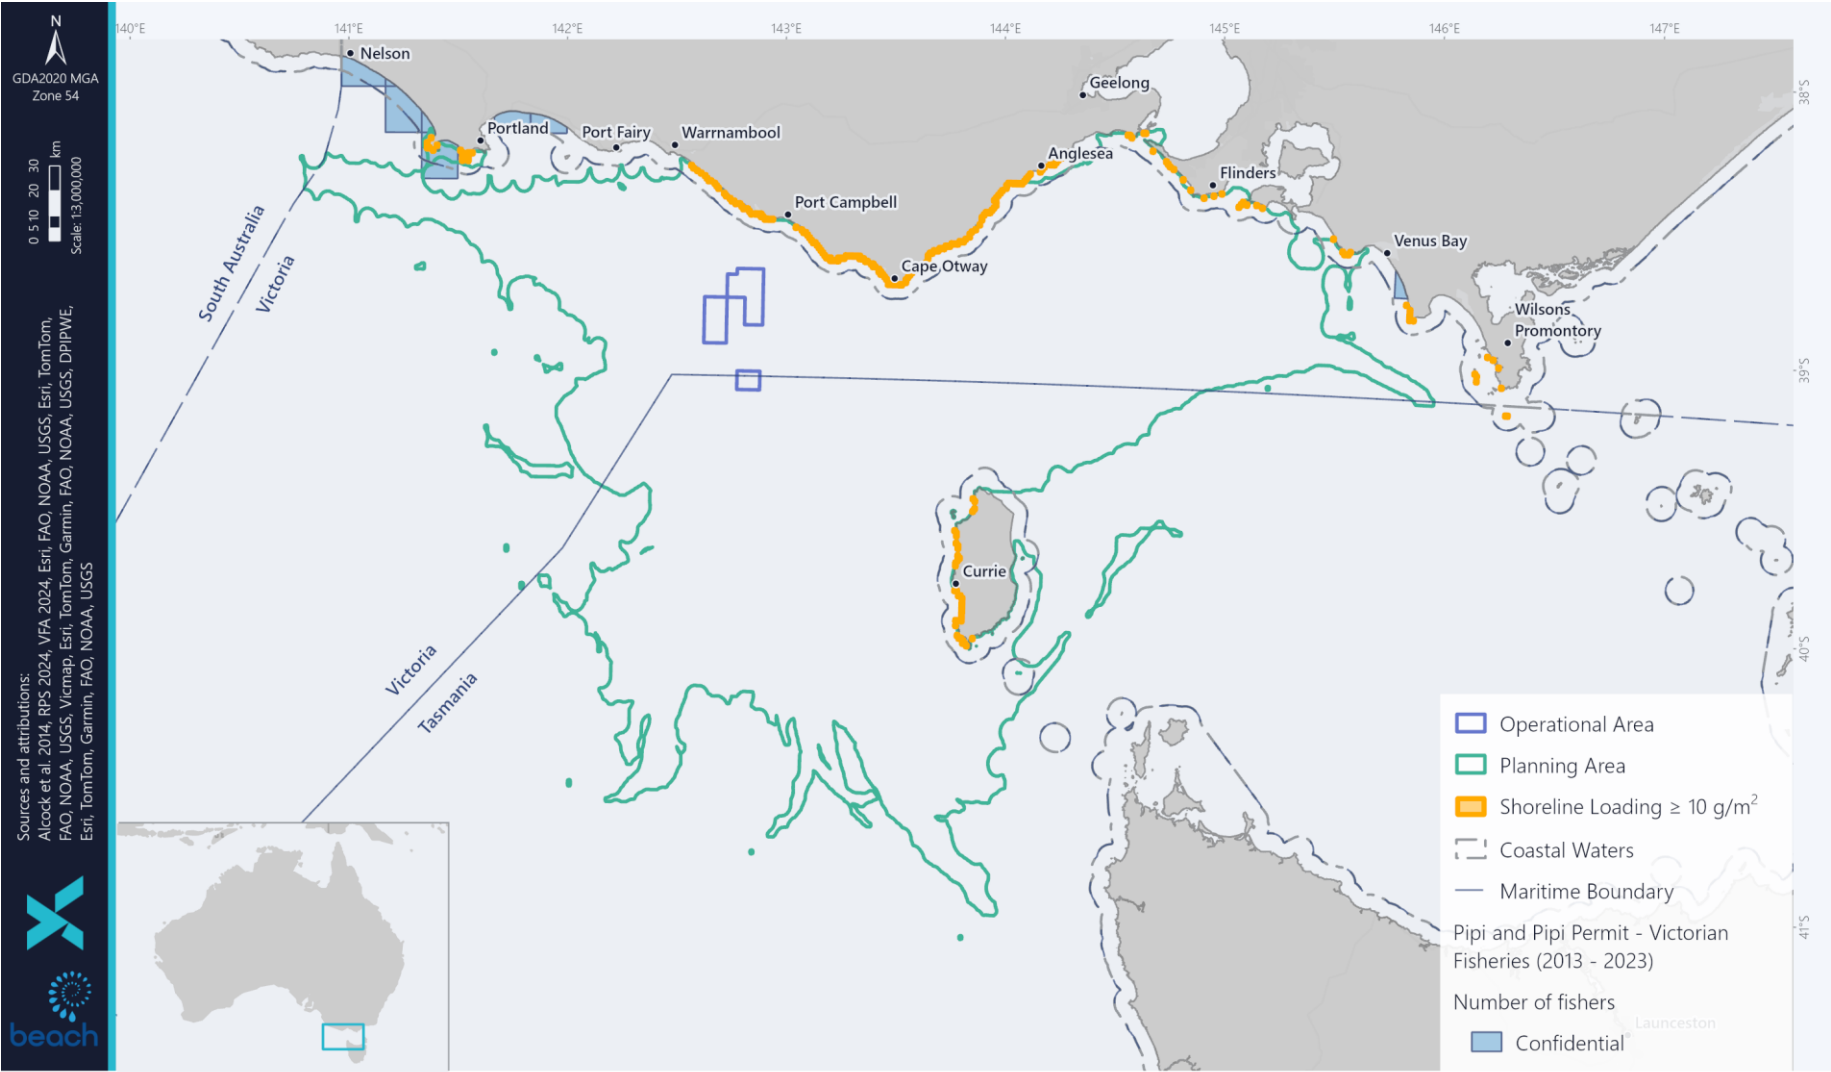 N
GDA2020 MGA
Zone 54
0 5 10 20 30 km
Scale: 1:3,000,000
Sources and attributions:
Alcock et al. 2014, RPS 2024, VFA 2024, Esri, FAO, NOAA, USGS, Esri, TomTom,
FAO, NOAA, USGS, Vicmap, Esri, TomTom, Garmin, FAO, NOAA, USGS, DPIPWE,
Esri, TomTom, Garmin, FAO, NOAA, USGS
beach
140°E
141°E
142°E
143°E
144°E
145°E
146°E
147°E
38°S
39°S
40°S
41°S
Nelson
Portland
Port Fairy
Warrnambool
Port Campbell
Cape Otway
Geelong
Anglesea
Flinders
Venus Bay
Wilsons
Promontory
Currie
South Australia
Victoria
Victoria
Tasmania
Operational Area
Planning Area
Shoreline Loading ≥ 10 g/m²
Coastal Waters
Maritime Boundary
Pipi and Pipi Permit - Victorian
Fisheries (2013 - 2023)
Number of fishers
Launceston
Confidential